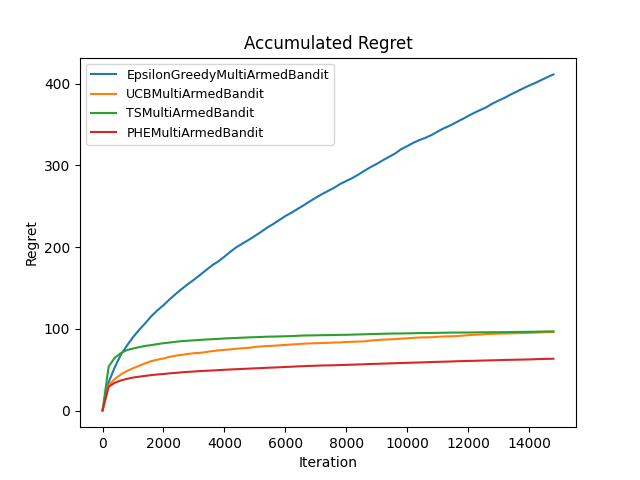 Accumulated Regret
EpsilonGreedyMultiArmedBandit
UCBMultiArmedBandit
TSMultiArmedBandit
PHEMultiArmedBandit
400
300
200
100
0
Regret
0 2000 4000 6000 8000 10000 12000 14000
Iteration